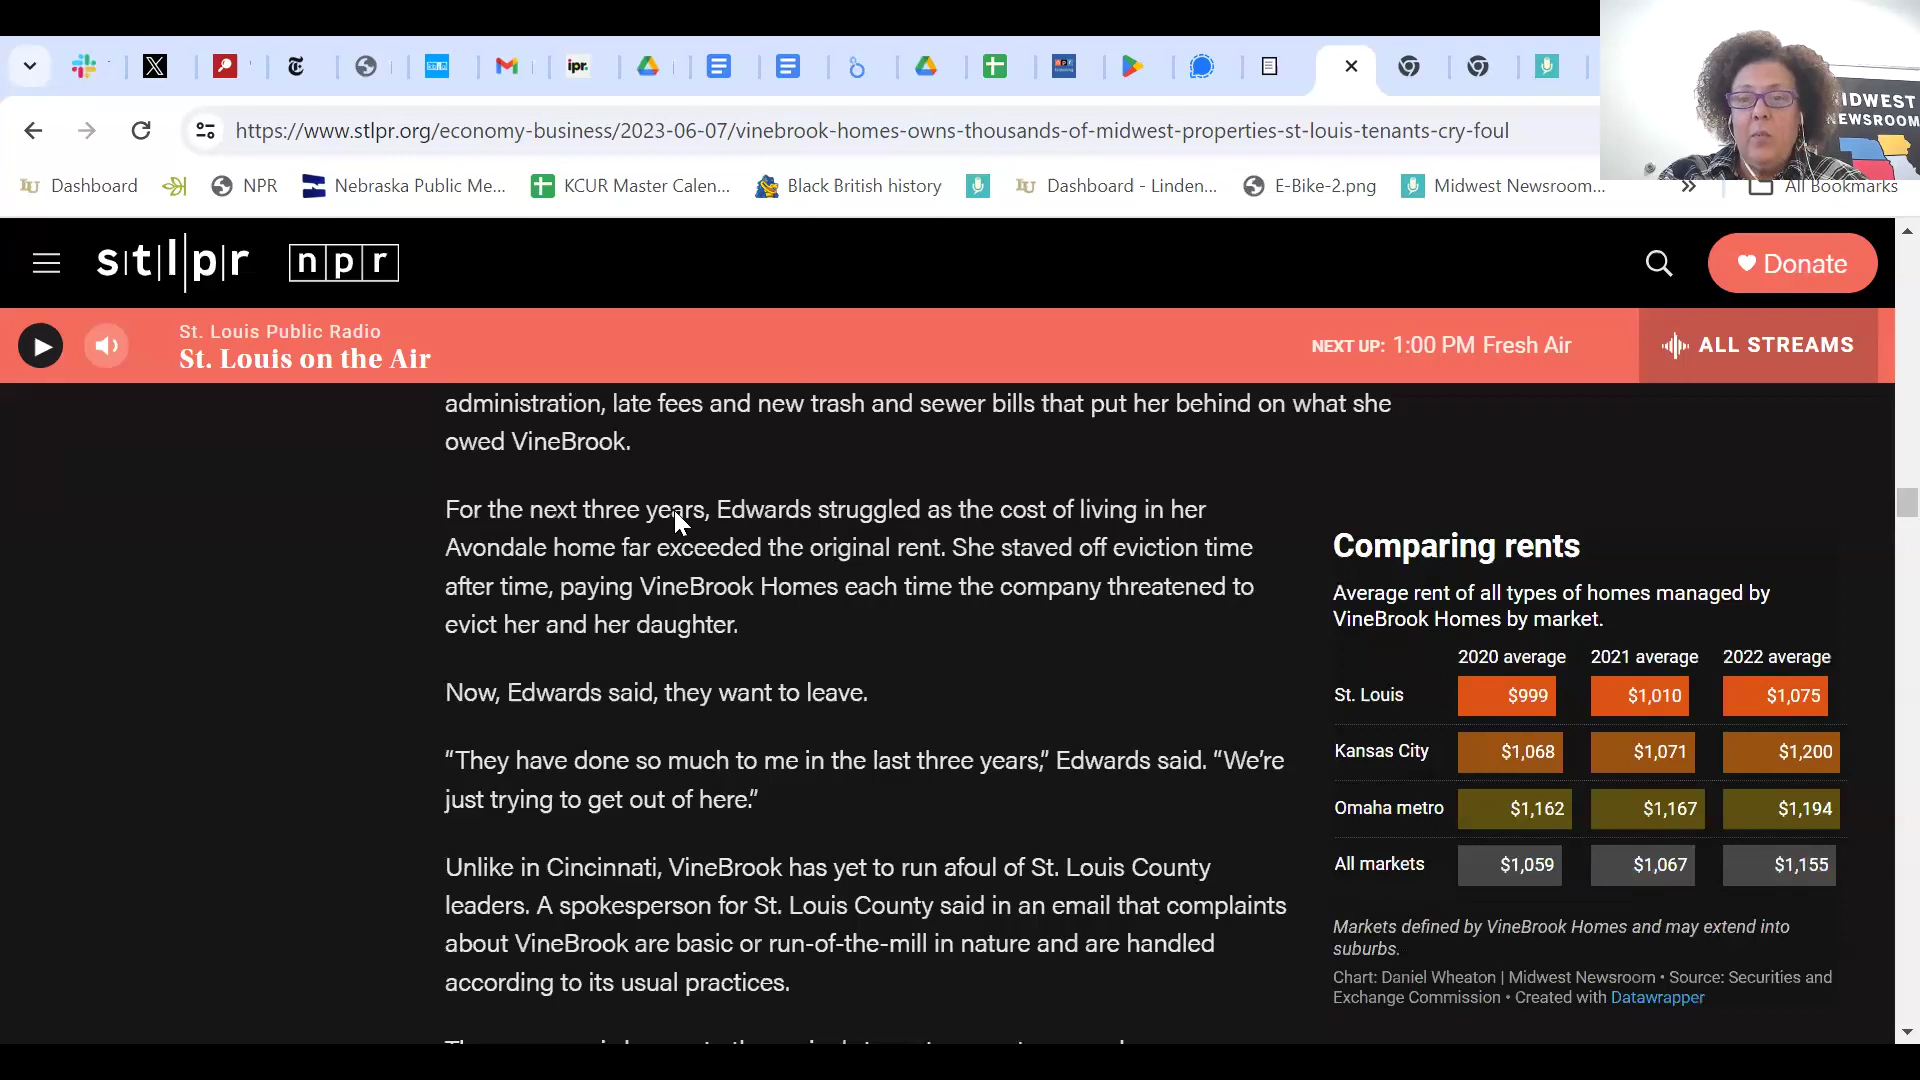 https://www.stlpr.org/economy-business/2023-06-07/vinebrook-homes-owns-thousands-of-midwest-properties-st-louis-tenants-cry-foul
MIDWEST
NEWSROOM
Dashboard
NPR
Nebraska Public Me...
KCUR Master Calen...
Black British history
Dashboard - Linden...
E-Bike-2.png
Midwest Newsroom...
All Bookmarks
stlpr
npr
Donate
St. Louis Public Radio
St. Louis on the Air
NEXT UP: 1:00 PM Fresh Air
ALL STREAMS
administration, late fees and new trash and sewer bills that put her behind on what she
owed VineBrook.
For the next three years, Edwards struggled as the cost of living in her
Avondale home far exceeded the original rent. She staved off eviction time
after time, paying VineBrook Homes each time the company threatened to
evict her and her daughter.
Now, Edwards said, they want to leave.
“They have done so much to me in the last three years,” Edwards said. “We’re
just trying to get out of here.”
Unlike in Cincinnati, VineBrook has yet to run afoul of St. Louis County
leaders. A spokesperson for St. Louis County said in an email that complaints
about VineBrook are basic or run-of-the-mill in nature and are handled
according to its usual practices.
Comparing rents
Average rent of all types of homes managed by
VineBrook Homes by market.
2020 average 2021 average 2022 average
St. Louis $999 $1,010 $1,075
Kansas City $1,068 $1,071 $1,200
Omaha metro $1,162 $1,167 $1,194
All markets $1,059 $1,067 $1,155
Markets defined by VineBrook Homes and may extend into
suburbs.
Chart: Daniel Wheaton | Midwest Newsroom • Source: Securities and
Exchange Commission • Created with Datawrapper